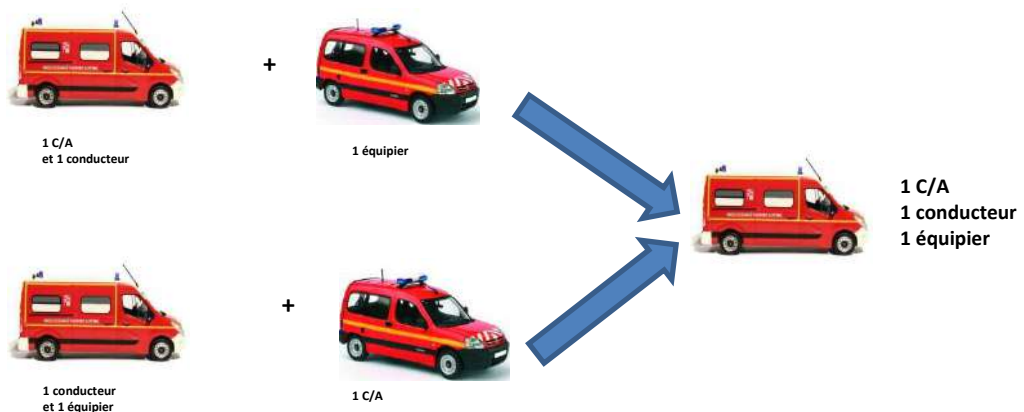 +
1 C/A
et 1 conducteur
1 équipier
1 C/A
1 conducteur
1 équipier
+
1 conducteur
et 1 équipier
1 C/A